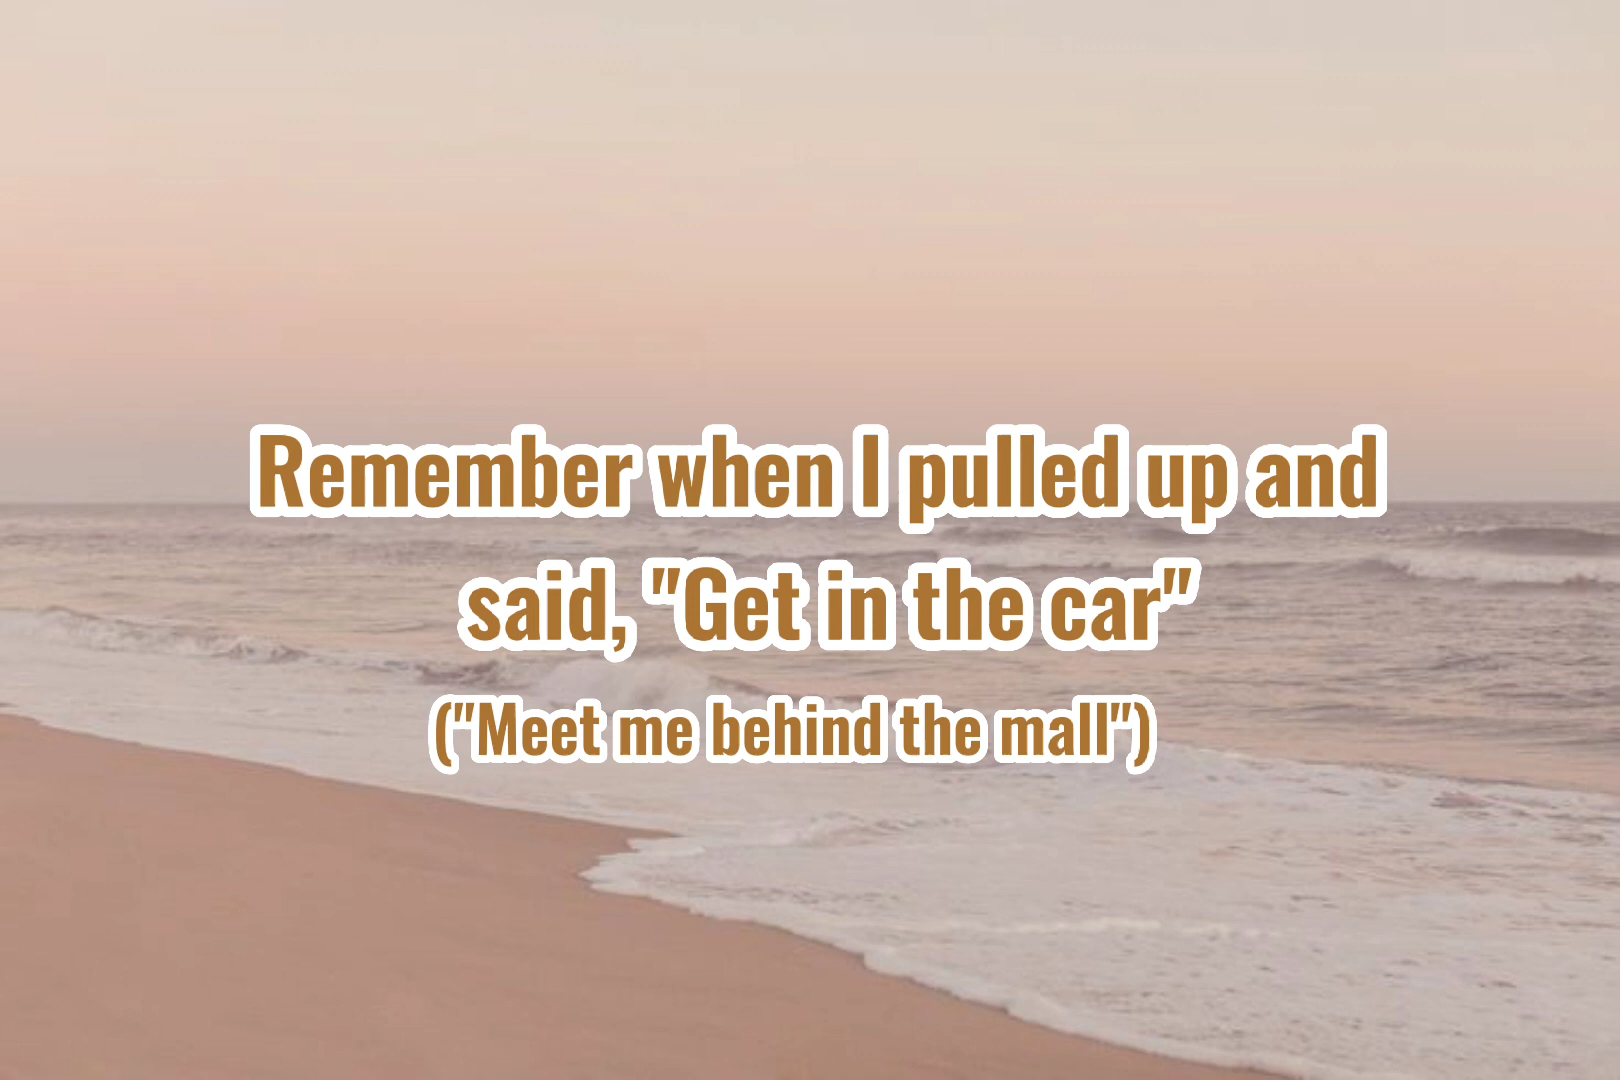 Remember when I pulled up and
said, "Get in the car"
("Meet me behind the mall")